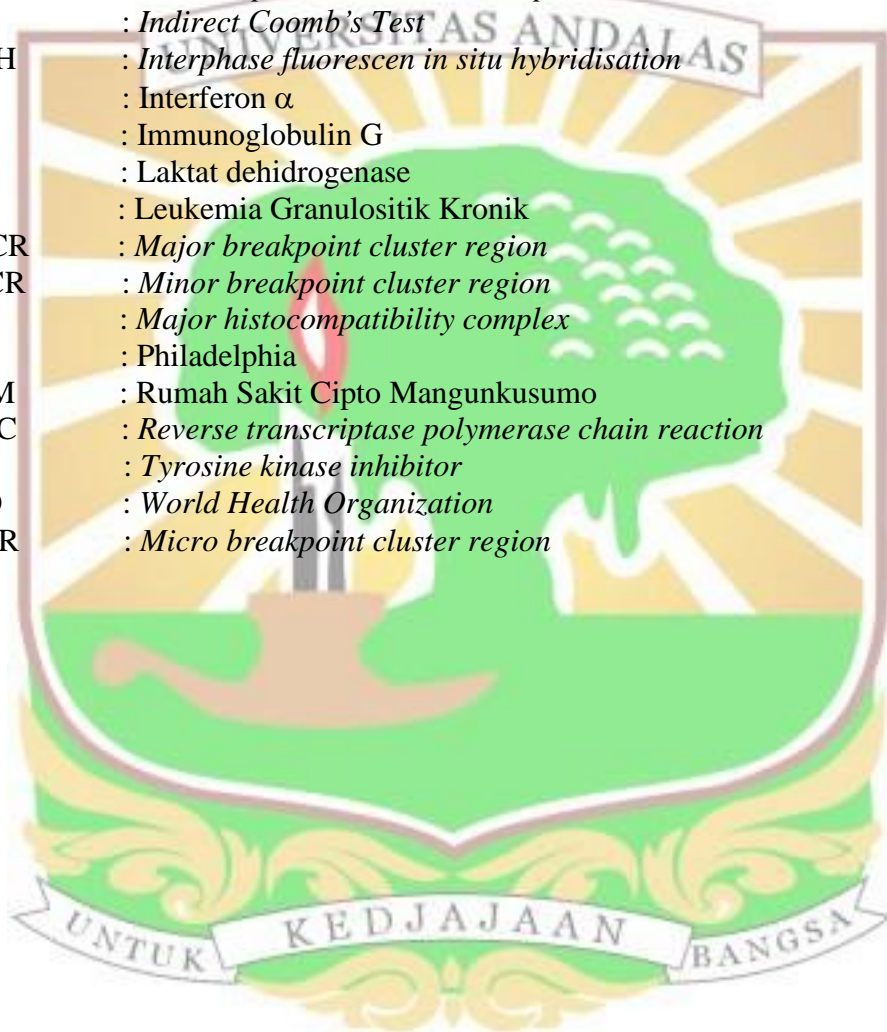 : Indirect Coomb's Test
UNIVERSITAS ANDALAS
H : Interphase fluorescen in situ hybridisation
: Interferon α
: Immunoglobulin G
: Laktat dehidrogenase
: Leukemia Granulositik Kronik
CR : Major breakpoint cluster region
CR : Minor breakpoint cluster region
: Major histocompatibility complex
: Philadelphia
M : Rumah Sakit Cipto Mangunkusumo
C : Reverse transcriptase polymerase chain reaction
: Tyrosine kinase inhibitor
: World Health Organization
R : Micro breakpoint cluster region
UNTUK KEDJAJAAN BANGSA